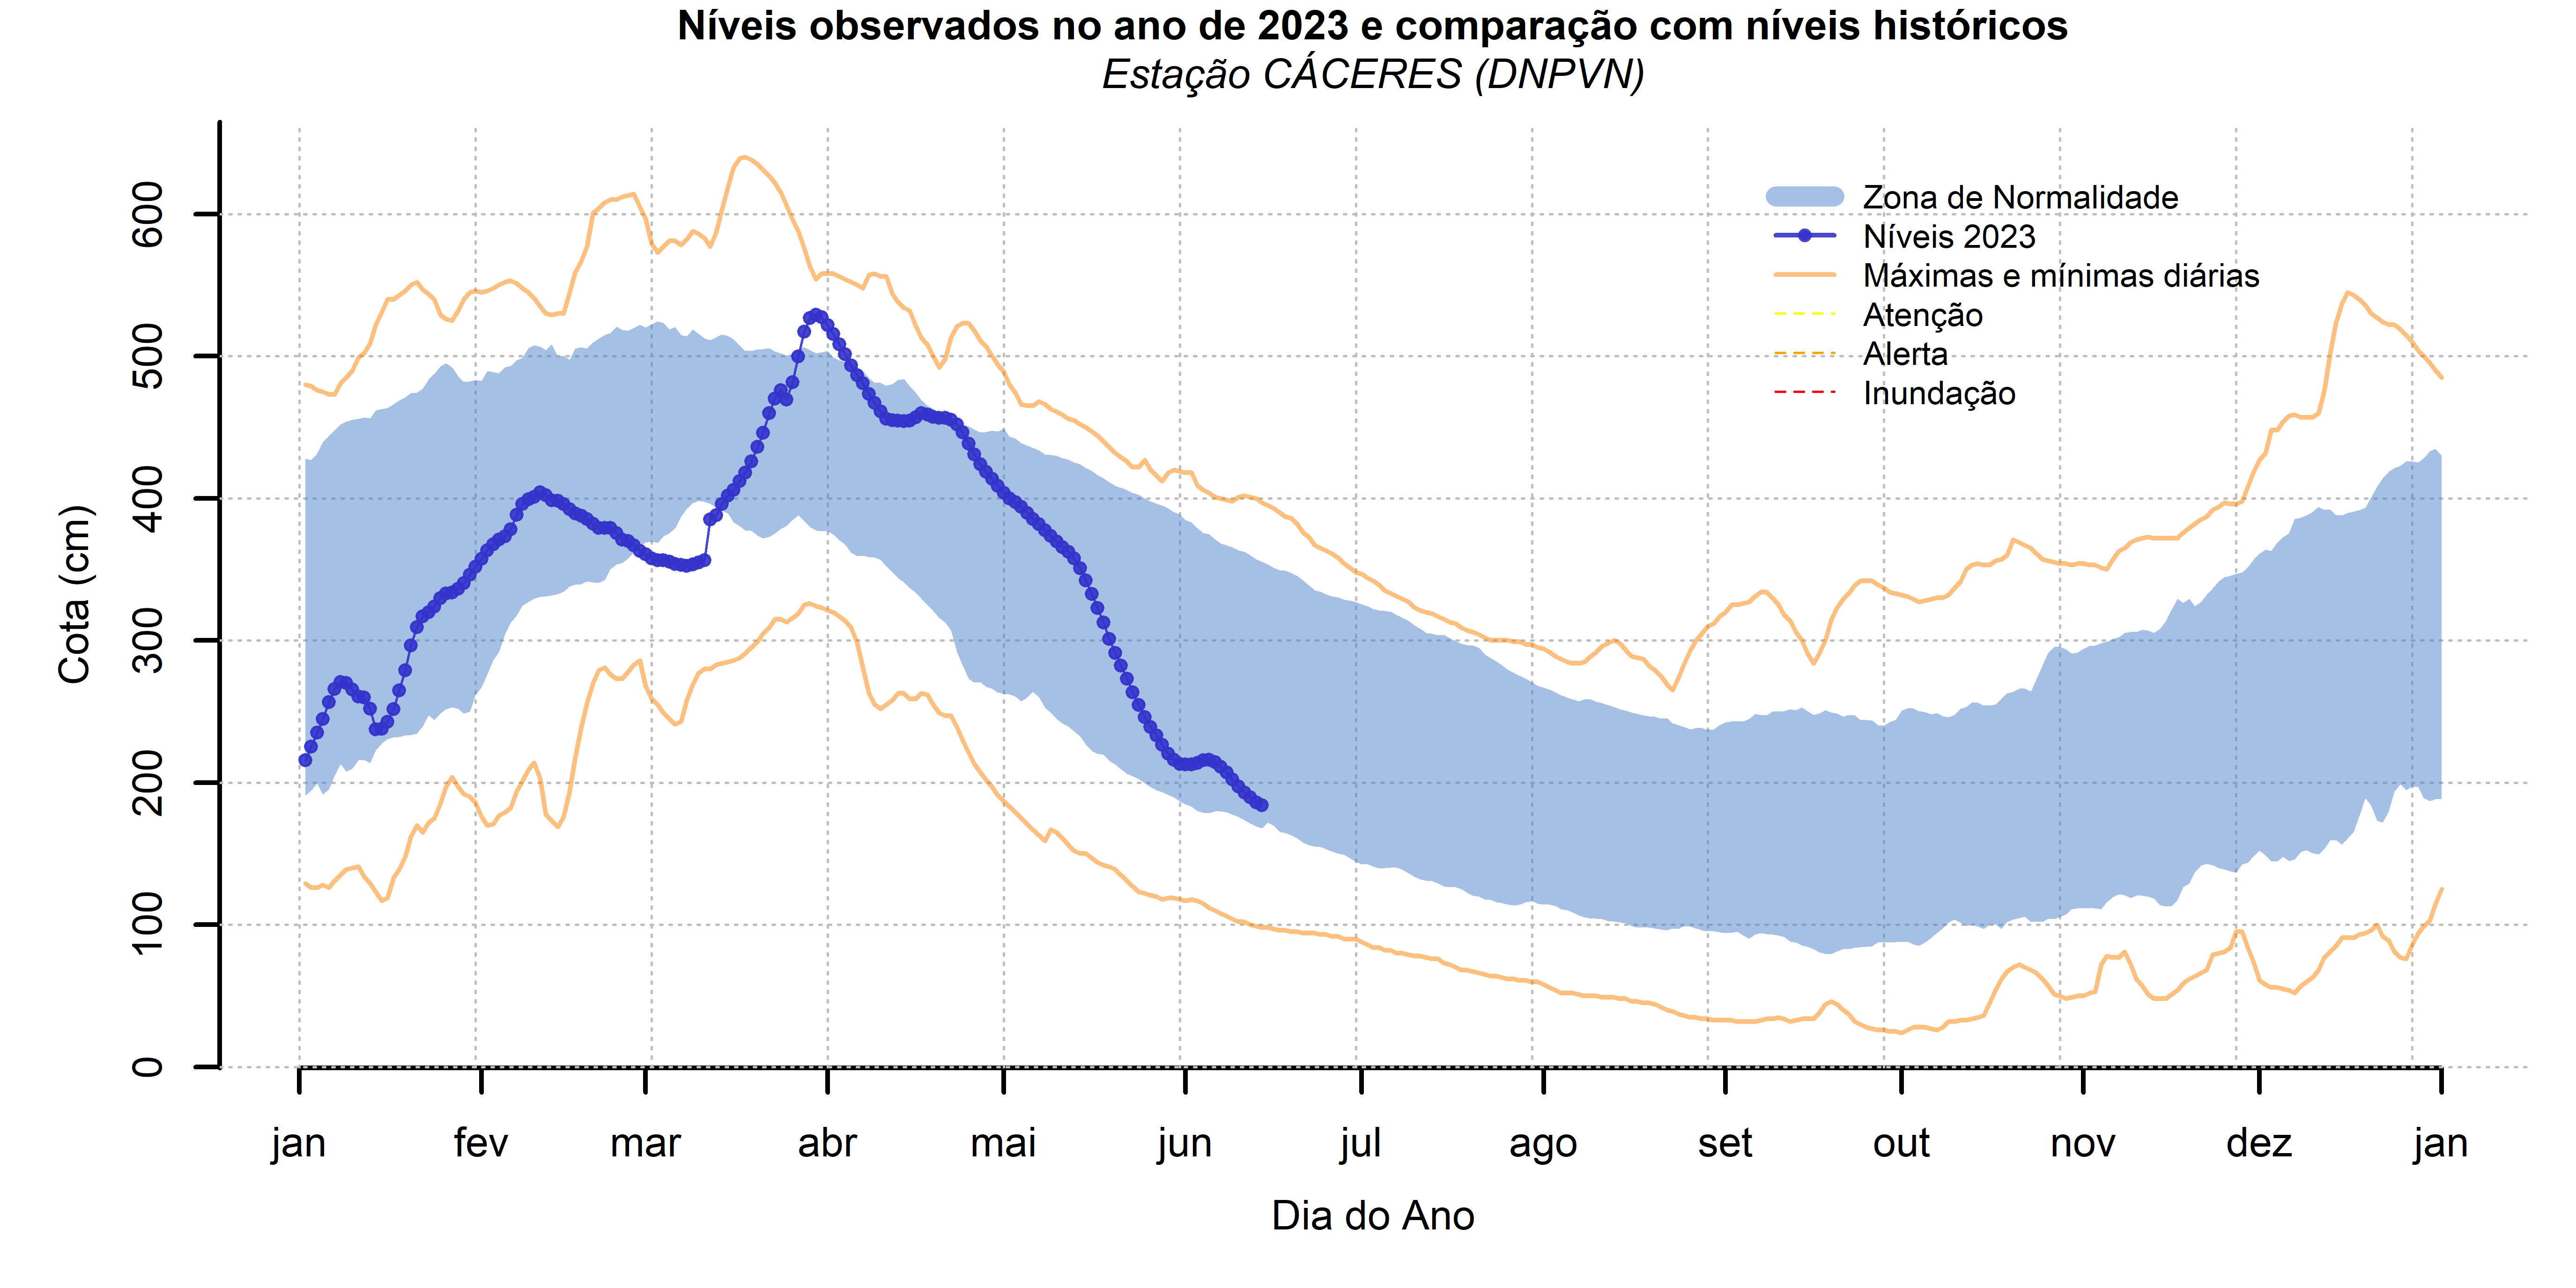 Níveis observados no ano de 2023 e comparação com níveis históricos
Estação CÁCERES (DNPVN)
Zona de Normalidade
Níveis 2023
Máximas e mínimas diárias
Atenção
Alerta
Inundação
Cota (cm)
600
500
400
300
200
100
0
jan fev mar abr mai jun jul ago set out nov dez jan
Dia do Ano